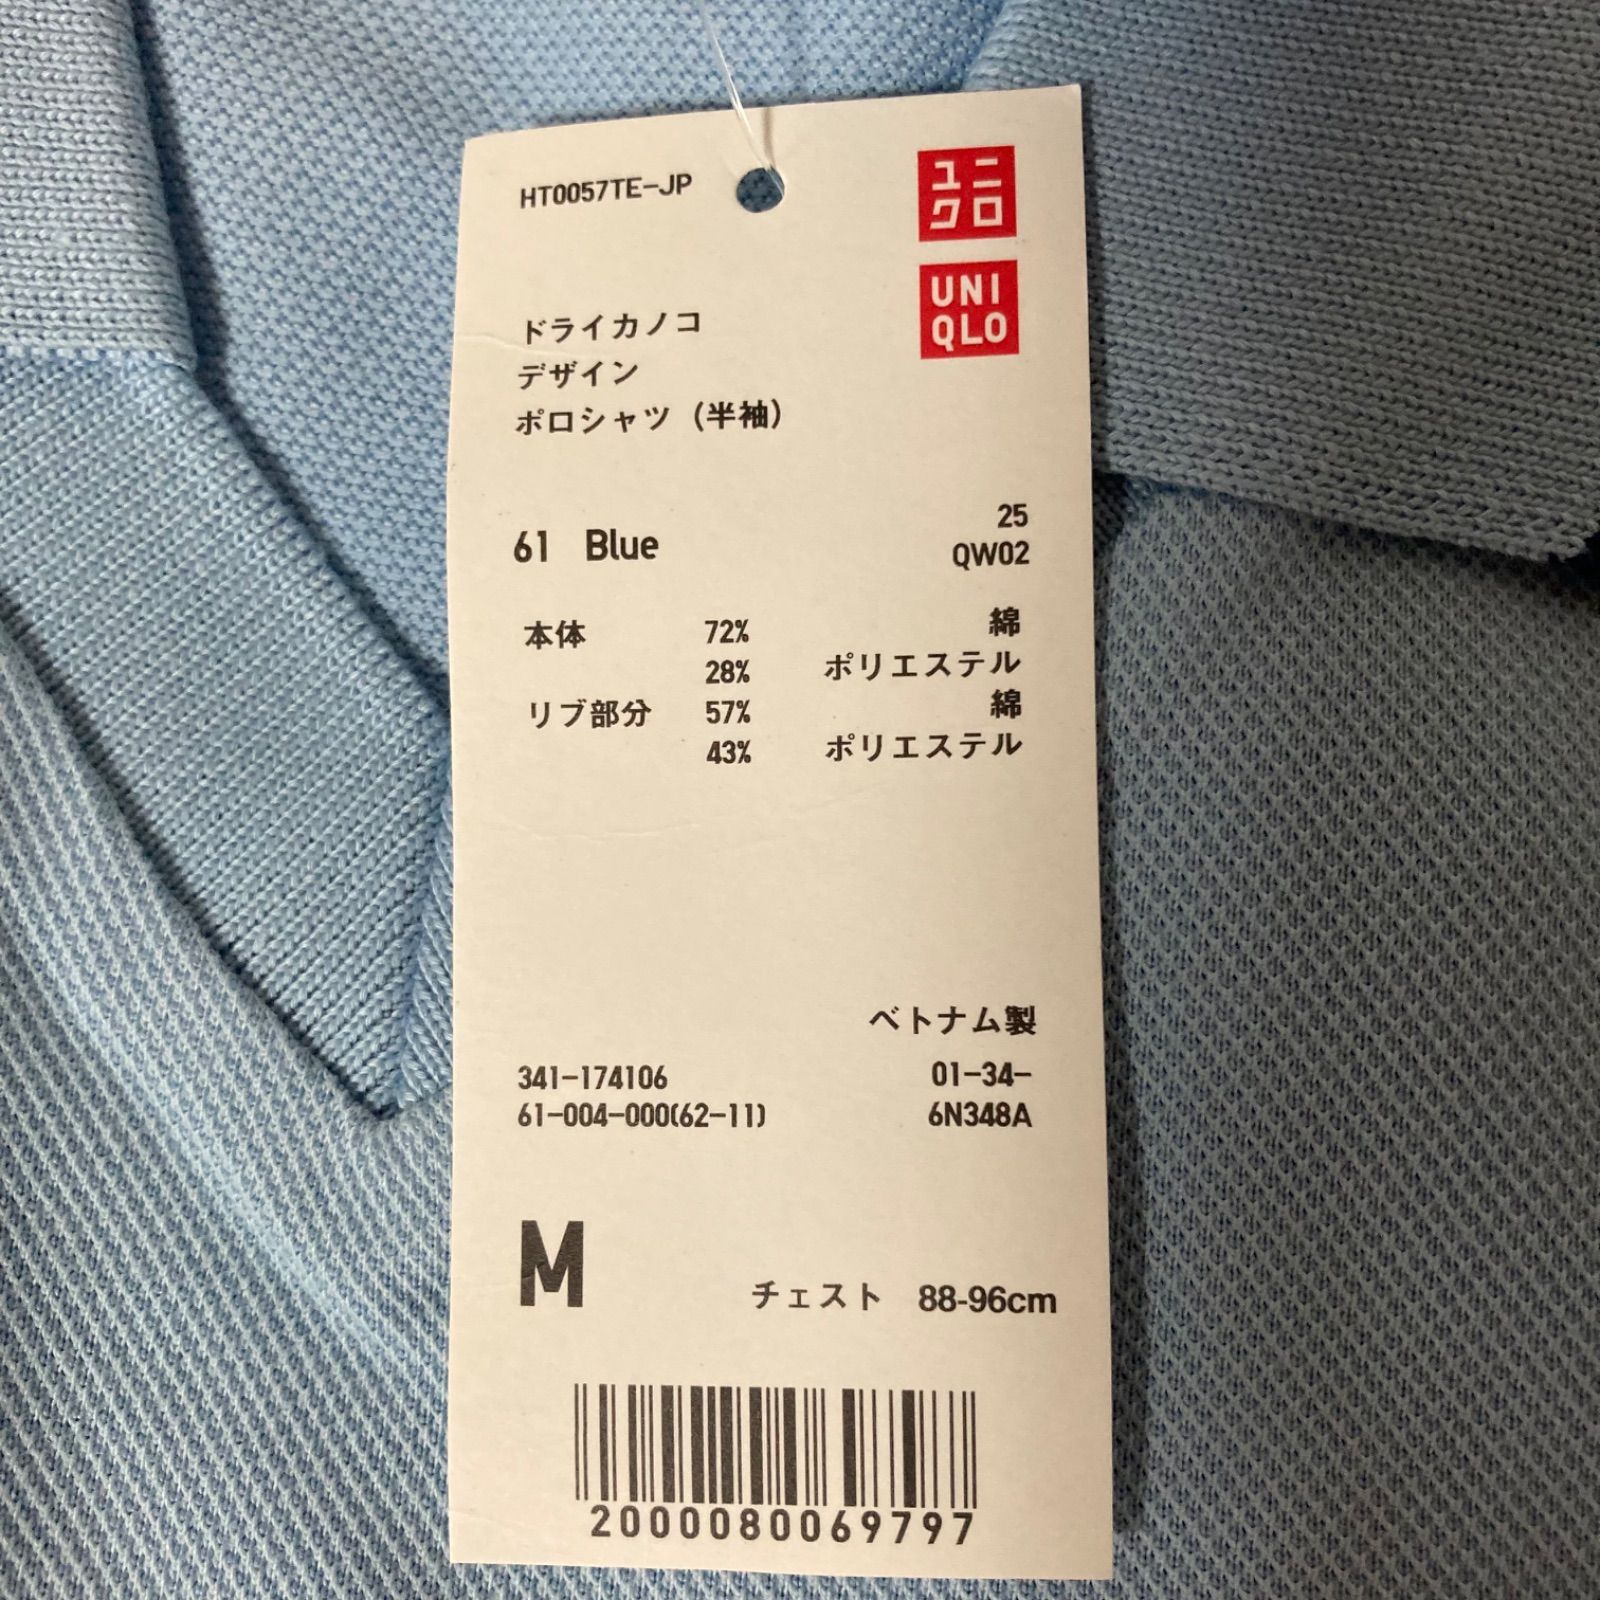 HT0057TE-JP
ユニ
クロ
UNI
QLO
ドライカノコ
デザイン
ポロシャツ（半袖）
25
61 Blue QW02
本体 72% 綿
28% ポリエステル
リブ部分 57% 綿
43% ポリエステル
ベトナム製
341-174106 01-34-
61-004-000(62-11) 6N348A
M チェスト 88-96cm
2000080069797